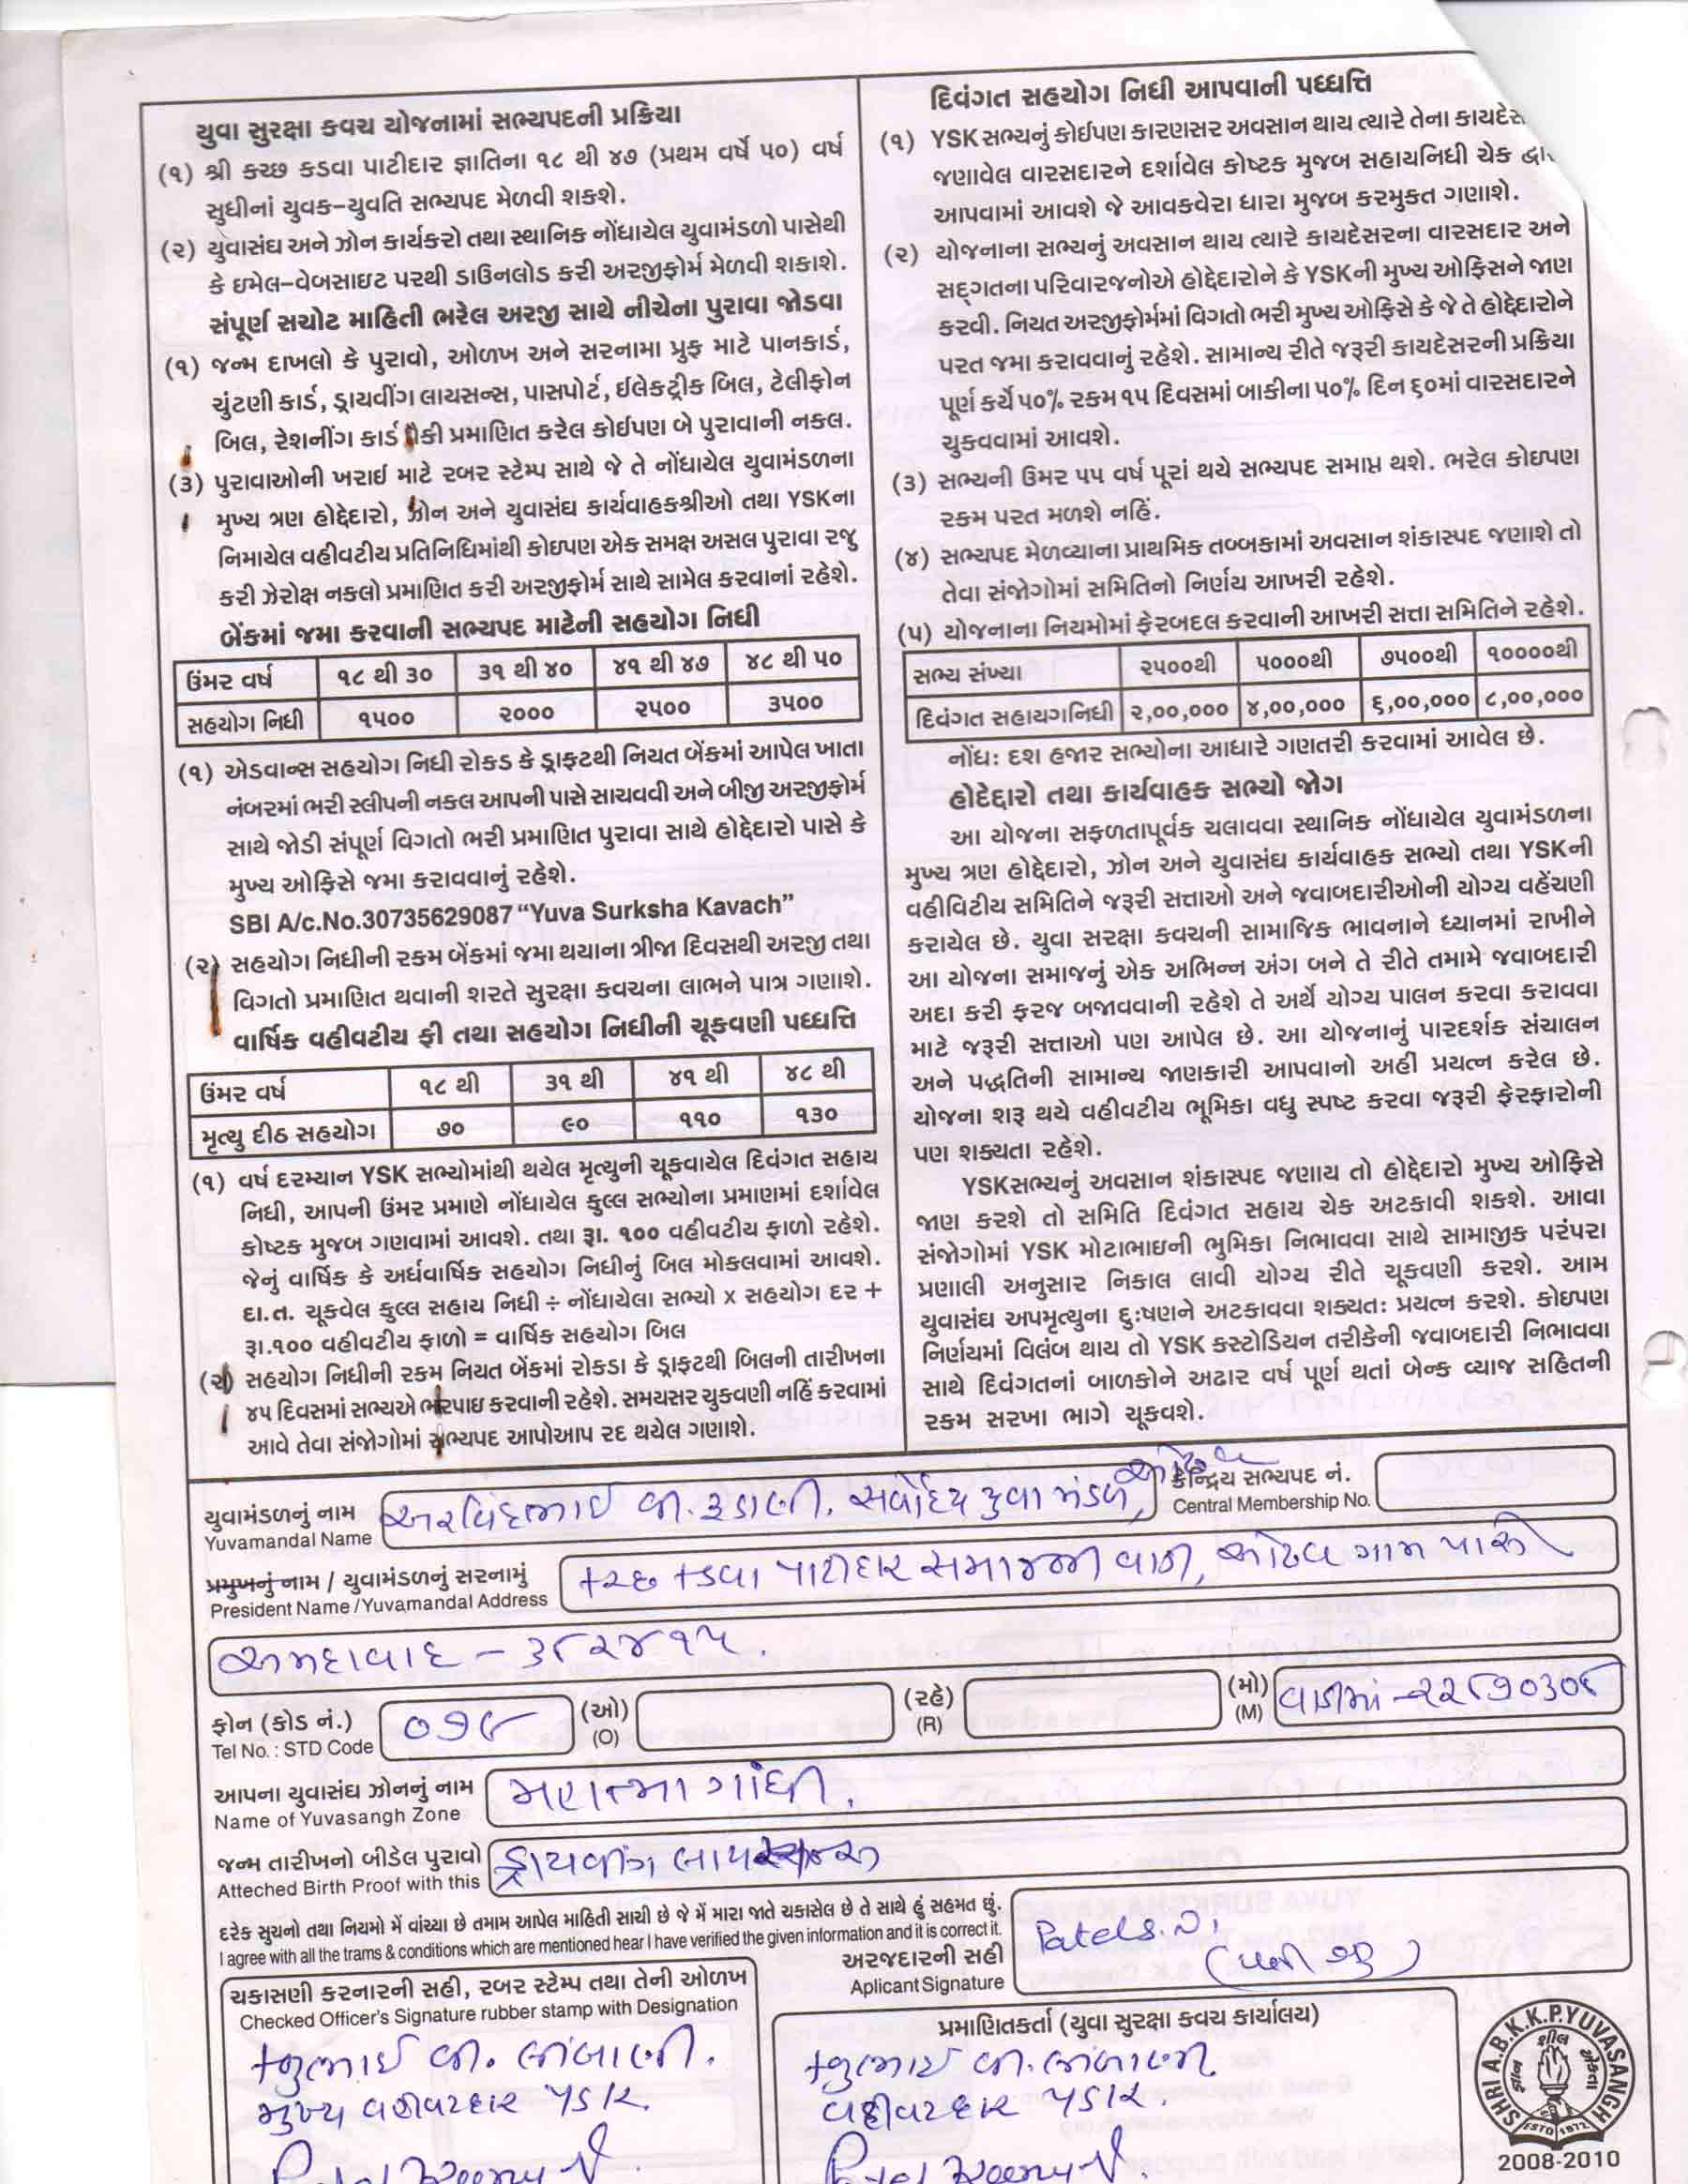 યુવા સુરક્ષા કવચ યોજનામાં સભ્યપદની પ્રક્રિયા
(૧) શ્રી કચ્છ કડવા પાટીદાર જ્ઞાતિના ૧૮ થી ૪૭ (પ્રથમ વર્ષે ૫૦) વર્ષ
સુધીનાં યુવક-યુવતિ સભ્યપદ મેળવી શકશે.
(૨) યુવાસંઘ અને ઝોન કાર્યકરો તથા સ્થાનિક નોંધાયેલ યુવામંડળો પાસેથી
કે ઇમેલ-વેબસાઇટ પરથી ડાઉનલોડ કરી અરજીફોર્મ મેળવી શકાશે.
સંપૂર્ણ સચોટ માહિતી ભરેલ અરજી સાથે નીચેના પુરાવા જોડવા
(૧) જન્મ દાખલો કે પુરાવો, ઓળખ અને સરનામા પ્રુફ માટે પાનકાર્ડ,
ચુંટણી કાર્ડ, ડ્રાયવીંગ લાયસન્સ, પાસપોર્ટ, ઈલેકટ્રીક બિલ, ટેલીફોન
બિલ, રેશનીંગ કાર્ડ પૈકી પ્રમાણિત કરેલ કોઈપણ બે પુરાવાની નકલ.
(૩) પુરાવાઓની ખરાઈ માટે રબર સ્ટેમ્પ સાથે જે તે નોંધાયેલ યુવામંડળના
મુખ્ય ત્રણ હોદ્દેદારો, ઝોન અને યુવાસંઘ કાર્યવાહકશ્રીઓ તથા YSKના
નિમાયેલ વહીવટીય પ્રતિનિધિમાંથી કોઇપણ એક સમક્ષ અસલ પુરાવા રજુ
કરી ઝેરોક્ષ નકલો પ્રમાણિત કરી અરજીફોર્મ સાથે સામેલ કરવાનાં રહેશે.
બેંકમાં જમા કરવાની સભ્યપદ માટેની સહયોગ નિધી
ઉંમર વર્ષ ૧૮ થી ૩૦ ૩૧ થી ૪૦ ૪૧ થી ૪૭ ૪૮ થી ૫૦
સહયોગ નિધી ૧૫૦૦ ૨૦૦૦ ૨૫૦૦ ૩૫૦૦
(૧) એડવાન્સ સહયોગ નિધી રોકડ કે ડ્રાફટથી નિયત બેંકમાં આપેલ ખાતા
નંબરમાં ભરી સ્લીપની નકલ આપની પાસે સાચવવી અને બીજી અરજીફોર્મ
સાથે જોડી સંપૂર્ણ વિગતો ભરી પ્રમાણિત પુરાવા સાથે હોદ્દેદારો પાસે કે
મુખ્ય ઓફિસે જમા કરાવવાનું રહેશે.
SBI A/c.No.30735629087 “Yuva Surksha Kavach”
(૨) સહયોગ નિધીની રકમ બેંકમાં જમા થયાના ત્રીજા દિવસથી અરજી તથા
વિગતો પ્રમાણિત થવાની શરતે સુરક્ષા કવચના લાભને પાત્ર ગણાશે.
વાર્ષિક વહીવટીય ફી તથા સહયોગ નિધીની ચૂકવણી પધ્ધતિ
ઉંમર વર્ષ ૧૮ થી ૩૧ થી ૪૧ થી ૪૮ થી
મૃત્યુ દીઠ સહયોગ ૭૦ ૯૦ ૧૧૦ ૧૩૦
(૧) વર્ષ દરમ્યાન YSK સભ્યોમાંથી થયેલ મૃત્યુની ચૂકવાયેલ દિવંગત સહાય
નિધી, આપની ઉંમર પ્રમાણે નોંધાયેલ કુલ્લ સભ્યોના પ્રમાણમાં દર્શાવેલ
કોષ્ટક મુજબ ગણવામાં આવશે. તથા રૂા. ૧૦૦ વહીવટીય ફાળો રહેશે.
જેનું વાર્ષિક કે અર્ધવાર્ષિક સહયોગ નિધીનું બિલ મોકલવામાં આવશે.
દા.ત. ચૂકવેલ કુલ્લ સહાય નિધી ÷ નોંધાયેલા સભ્યો x સહયોગ દર +
રૂા.૧૦૦ વહીવટીય ફાળો = વાર્ષિક સહયોગ બિલ
(૨) સહયોગ નિધીની રકમ નિયત બેંકમાં રોકડા કે ડ્રાફટથી બિલની તારીખના
૪૫ દિવસમાં સભ્યએ ભરપાઇ કરવાની રહેશે. સમયસર ચુકવણી નહિં કરવામાં
આવે તેવા સંજોગોમાં સભ્યપદ આપોઆપ રદ થયેલ ગણાશે.
દિવંગત સહયોગ નિધી આપવાની પધ્ધતિ
(૧) YSK સભ્યનું કોઈપણ કારણસર અવસાન થાય ત્યારે તેના
જણાવેલ વારસદારને દર્શાવેલ કોષ્ટક મુજબ સહાયનિધી ચેક
આપવામાં આવશે જે આવકવેરા ધારા મુજબ કરમુકત ગણાશે.
(૨) યોજનાના સભ્યનું અવસાન થાય ત્યારે કાયદેસરના વારસદાર અને
સદ્ગતના પરિવારજનોએ હોદ્દેદારોને કે YSKની મુખ્ય ઓફિસને જાણ
કરવી. નિયત અરજીફોર્મમાં વિગતો ભરી મુખ્ય ઓફિસે કે જે તે હોદ્દેદારોને
પરત જમા કરાવવાનું રહેશે. સામાન્ય રીતે જરૂરી કાયદેસરની પ્રક્રિયા
પૂર્ણ કર્યે ૫૦% રકમ ૧૫ દિવસમાં બાકીના ૫૦% દિન ૬૦માં વારસદારને
ચુકવવામાં આવશે.
(૩) સભ્યની ઉમર ૫૫ વર્ષ પૂરાં થયે સભ્યપદ સમાપ્ત થશે. ભરેલ કોઇપણ
રકમ પરત મળશે નહિં.
(૪) સભ્યપદ મેળવ્યાના પ્રાથમિક તબ્બકામાં અવસાન શંકાસ્પદ જણાશે તો
તેવા સંજોગોમાં સમિતિનો નિર્ણય આખરી રહેશે.
(૫) યોજનાના નિયમોમાં ફેરબદલ કરવાની આખરી સત્તા સમિતિને રહેશે.
સભ્ય સંખ્યા ૨૫૦૦થી ૫૦૦૦થી ૭૫૦૦થી ૧૦૦૦૦થી
દિવંગત સહાયગનિધી ૨,૦૦,૦૦૦ ૪,૦૦,૦૦૦ ૬,૦૦,૦૦૦ ૮,૦૦,૦૦૦
નોંધ: દશ હજાર સભ્યોના આધારે ગણતરી કરવામાં આવેલ છે.
હોદેદ્દારો તથા કાર્યવાહક સભ્યો જોગ
આ યોજના સફળતાપૂર્વક ચલાવવા સ્થાનિક નોંધાયેલ યુવામંડળના
મુખ્ય ત્રણ હોદ્દેદારો, ઝોન અને યુવાસંઘ કાર્યવાહક સભ્યો તથા YSKની
વહીવિટીય સમિતિને જરૂરી સત્તાઓ અને જવાબદારીઓની યોગ્ય વહેંચણી
કરાયેલ છે. યુવા સરક્ષા કવચની સામાજિક ભાવનાને ધ્યાનમાં રાખીને
આ યોજના સમાજનું એક અભિન્ન અંગ બને તે રીતે તમામે જવાબદારી
અદા કરી ફરજ બજાવવાની રહેશે તે અર્થે યોગ્ય પાલન કરવા કરાવવા
માટે જરૂરી સત્તાઓ પણ આપેલ છે. આ યોજનાનું પારદર્શક સંચાલન
અને પદ્ધતિની સામાન્ય જાણકારી આપવાનો અહીં પ્રયત્ન કરેલ છે.
યોજના શરૂ થયે વહીવટીય ભૂમિકા વધુ સ્પષ્ટ કરવા જરૂરી ફેરફારોની
પણ શક્યતા રહેશે.
YSKસભ્યનું અવસાન શંકાસ્પદ જણાય તો હોદ્દેદારો મુખ્ય ઓફિસે
જાણ કરશે તો સમિતિ દિવંગત સહાય ચેક અટકાવી શકશે. આવા
સંજોગોમાં YSK મોટાભાઇની ભુમિકા નિભાવવા સાથે સામાજીક પરંપરા
પ્રણાલી અનુસાર નિકાલ લાવી યોગ્ય રીતે ચૂકવણી કરશે. આમ
યુવાસંઘ અપમૃત્યુના દુઃષણને અટકાવવા શક્યતઃ પ્રયત્ન કરશે. કોઇપણ
નિર્ણયમાં વિલંબ થાય તો YSK કસ્ટોડિયન તરીકેની જવાબદારી નિભાવવા
સાથે દિવંગતનાં બાળકોને અઢાર વર્ષ પૂર્ણ થતાં બેન્ક વ્યાજ સહિતની
રકમ સરખા ભાગે ચૂકવશે.
યુવામંડળનું નામ અરવિંદભાઈ વી. રૂડાણી. સર્વોદય યુવા મંડળ, ઓઢવ
Yuvamandal Name
કેન્દ્રિય સભ્યપદ નં.
Central Membership No.
પ્રમુખનું નામ / યુવામંડળનું સરનામું કચ્છ કડવા પાટીદાર સમાજની વાડી, ઓઢવ ગામ પાસે
President Name /Yuvamandal Address
અમદાવાદ - ૩૮૨૪૧૫.
ફોન (કોડ નં.) ૦૭૯ (ઓ) (રહે) (મો) વાડીમાં - ૨૨૮૭૦૩૦૯
Tel No. : STD Code (O) (R) (M)
આપના યુવાસંઘ ઝોનનું નામ મહાત્મા ગાંધી.
Name of Yuvasangh Zone
જન્મ તારીખનો બીડેલ પુરાવો ડ્રાયવીંગ
Atteched Birth Proof with this
દરેક સુચનો તથા નિયમો મેં વાંચ્યા છે તમામ આપેલ માહિતી સાચી છે જે મેં મારા જાતે ચકાસેલ છે તે સાથે હું સહમત છું.
I agree with all the trams & conditions which are mentioned hear I have verified the given information and it is correct it.
અરજદારની સહી
Aplicant Signature
Patel S. સહી
ચકાસણી કરનારની સહી, રબર સ્ટેમ્પ તથા તેની ઓળખ
Checked Officer's Signature rubber stamp with Designation
કનુભાઈ વી. લીંબાણી.
મુખ્ય વહીવટદાર
પ્રમાણિતકર્તા (યુવા સુરક્ષા કવચ કાર્યાલય)
કનુભાઈ વી. લીંબાણી
વહીવટદાર
SHRI A.B.K.K.P. YUVASANGH
જ્ઞાન શીલ એકતા
ESTD 1972
2008-2010